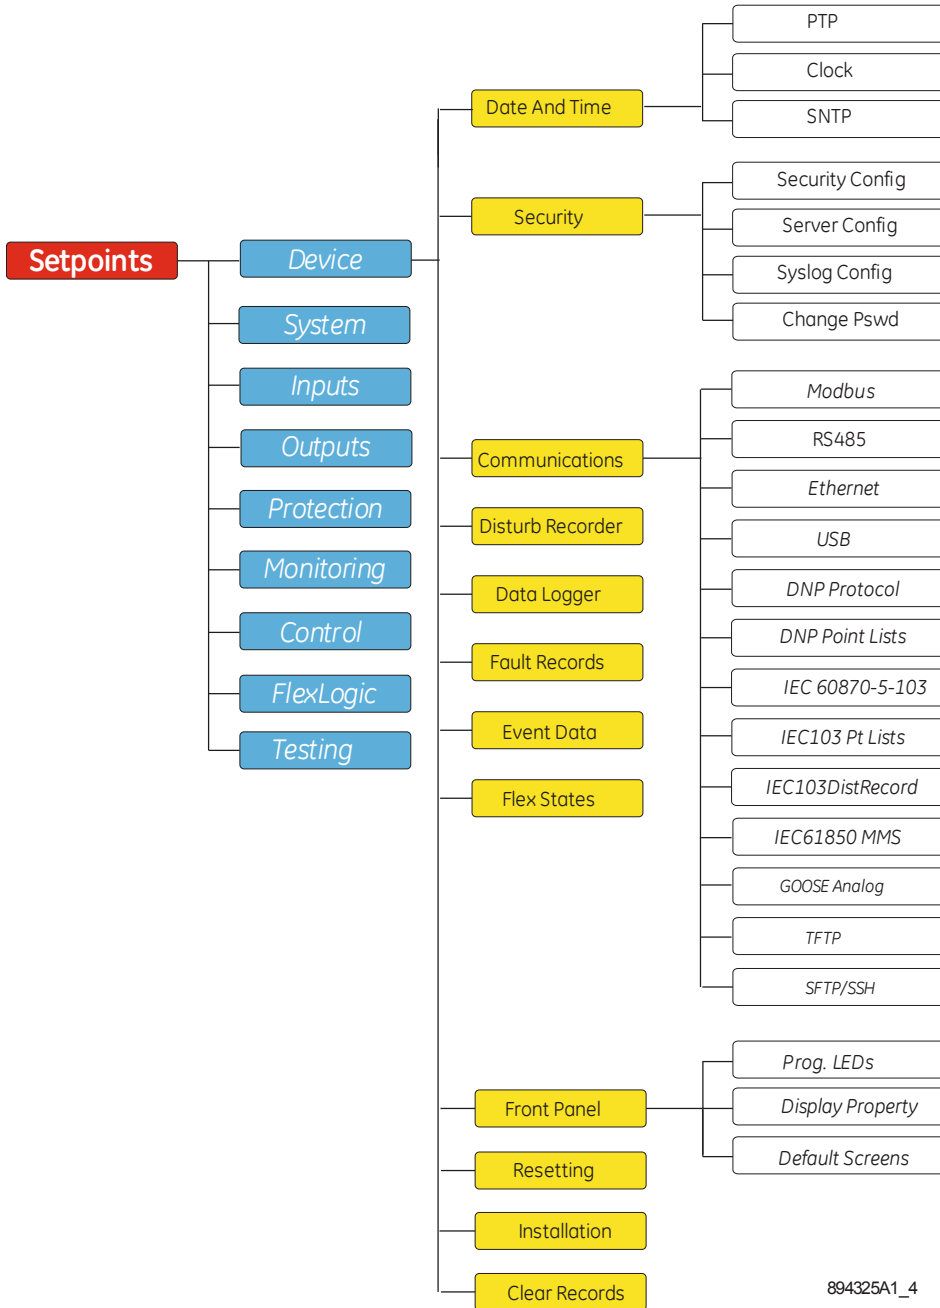 Setpoints
Device
System
Inputs
Outputs
Protection
Monitoring
Control
FlexLogic
Testing
Date And Time
Security
Communications
Disturb Recorder
Data Logger
Fault Records
Event Data
Flex States
Front Panel
Resetting
Installation
Clear Records
PTP
Clock
SNTP
Security Config
Server Config
Syslog Config
Change Pswd
Modbus
RS485
Ethernet
USB
DNP Protocol
DNP Point Lists
IEC 60870-5-103
IEC103 Pt Lists
IEC103DistRecord
IEC61850 MMS
GOOSE Analog
TFTP
SFTP/SSH
Prog. LEDs
Display Property
Default Screens
894325A1_4